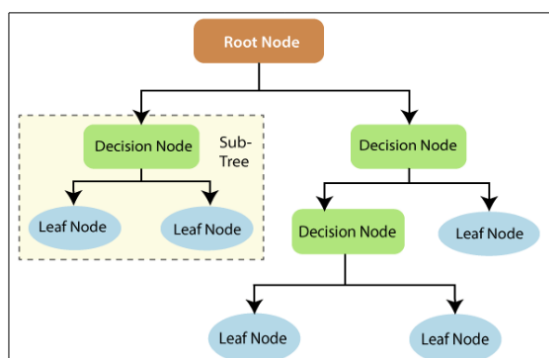 Root Node
Decision Node
Sub-
Tree
Decision Node
Leaf Node
Leaf Node
Decision Node
Leaf Node
Leaf Node
Leaf Node